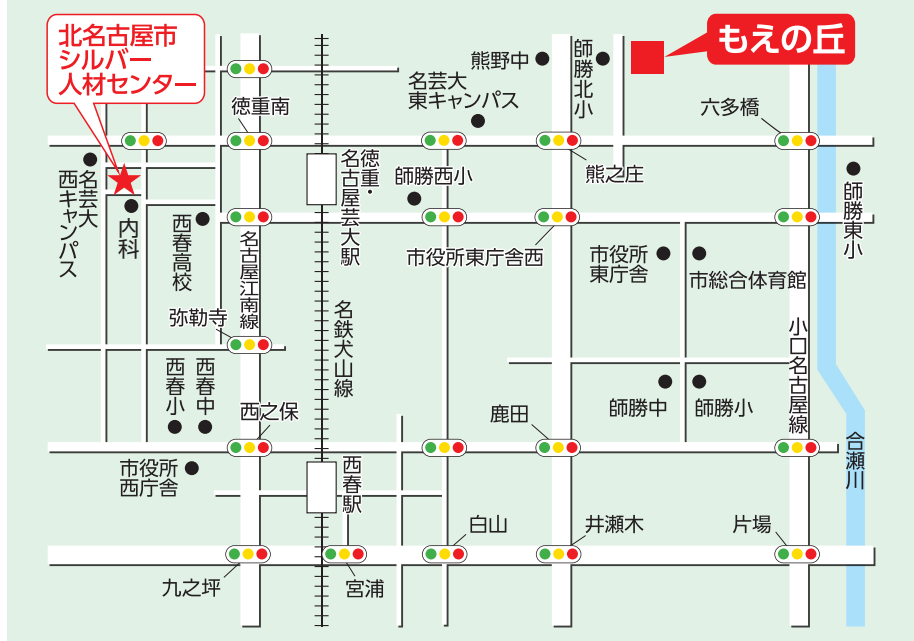 北名古屋市
シルバー
人材センター
もえの丘
熊野中
師勝北小
名芸大
東キャンパス
徳重南
六多橋
熊之庄
徳重・
名古屋芸大駅
師勝西小
名芸大
西キャンパス
内科
西春高校
名古屋江南線
市役所東庁舎西
市役所
東庁舎
市総合体育館
師勝東小
弥勒寺
名鉄犬山線
小口名古屋線
西春小
西春中
西之保
鹿田
師勝中
師勝小
合瀬川
市役所
西庁舎
西春駅
白山
井瀬木
片場
九之坪
宮浦